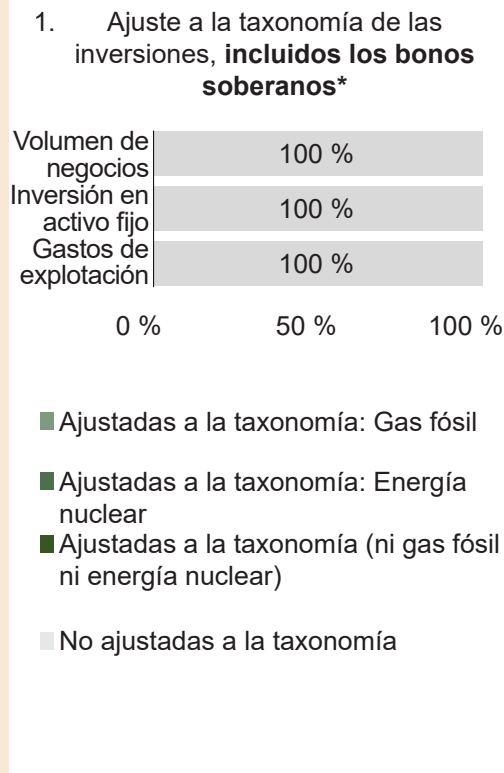 1. Ajuste a la taxonomía de las
inversiones, incluidos los bonos
soberanos*
Volumen de
negocios
100 %
Inversión en
activo fijo
100 %
Gastos de
explotación
100 %
0 % 50 % 100 %
Ajustadas a la taxonomía: Gas fósil
Ajustadas a la taxonomía: Energía
nuclear
Ajustadas a la taxonomía (ni gas fósil
ni energía nuclear)
No ajustadas a la taxonomía